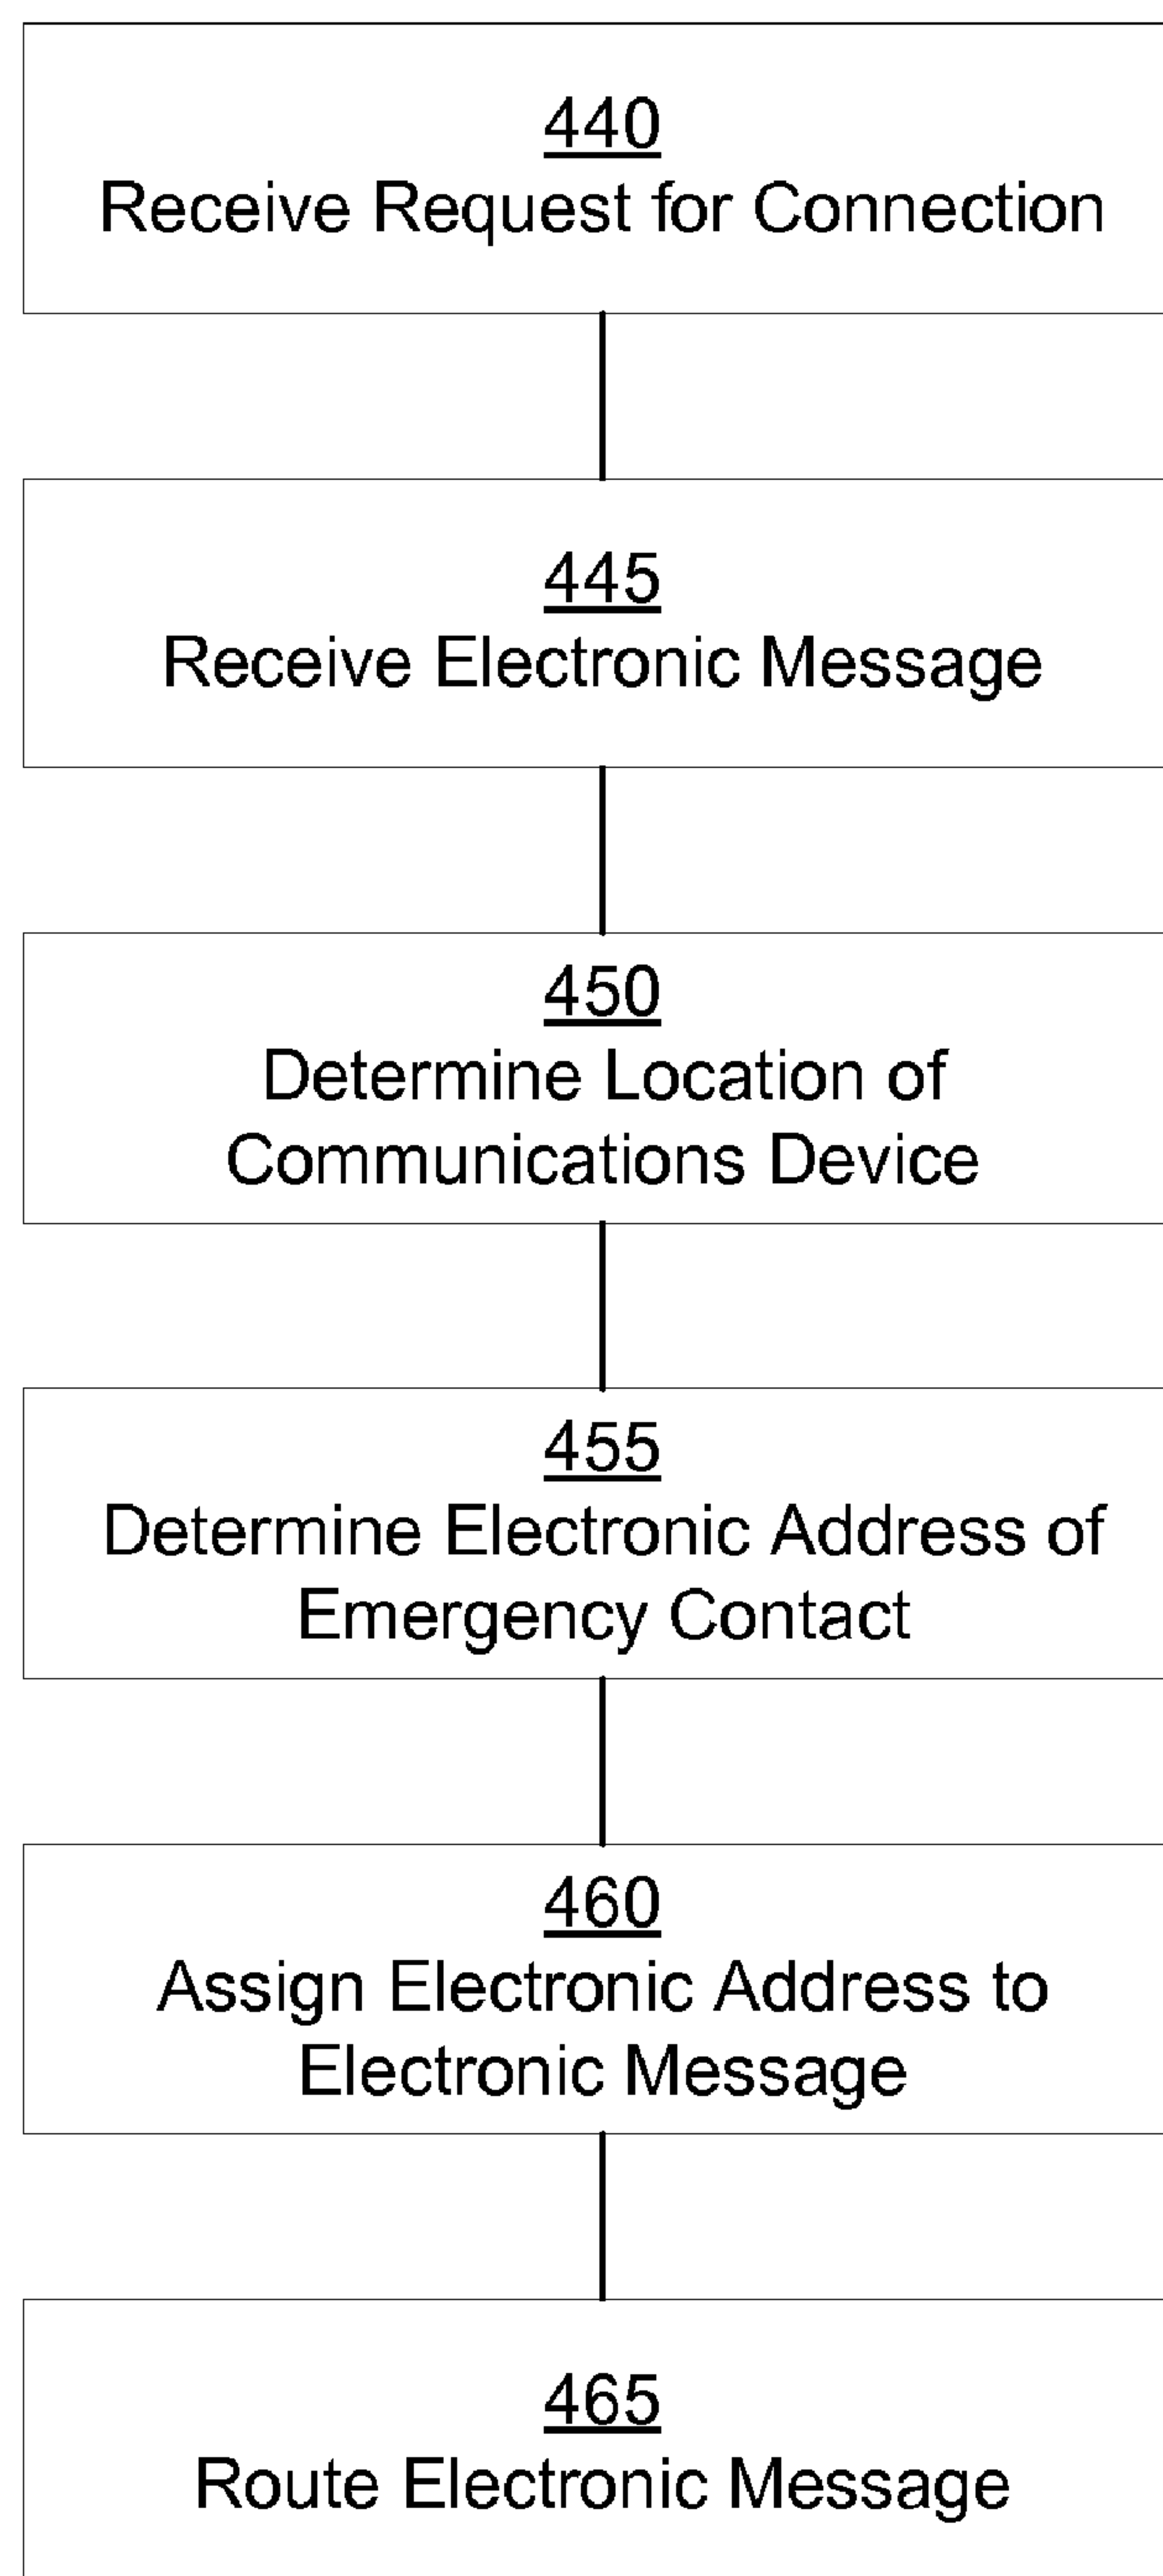 440
Receive Request for Connection
445
Receive Electronic Message
450
Determine Location of
Communications Device
455
Determine Electronic Address of
Emergency Contact
460
Assign Electronic Address to
Electronic Message
465
Route Electronic Message